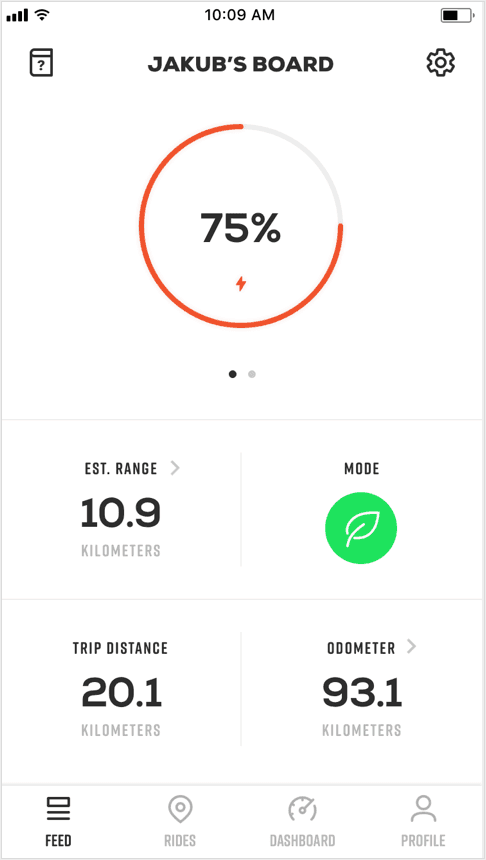 10:09 AM
?
JAKUB'S BOARD
75%
EST. RANGE
10.9
KILOMETERS
MODE
TRIP DISTANCE
20.1
KILOMETERS
ODOMETER
93.1
KILOMETERS
FEED
RIDES
DASHBOARD
PROFILE